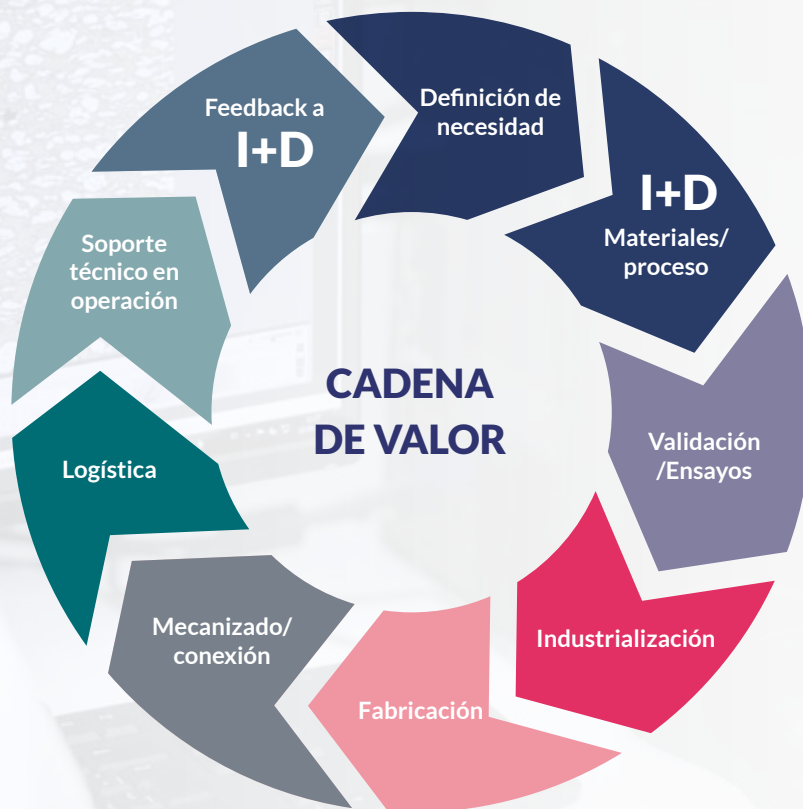 Definición de
necesidad
I+D
Materiales/
proceso
Validación
/Ensayos
Industrialización
Fabricación
Mecanizado/
conexión
Logística
Soporte
técnico en
operación
Feedback a
I+D
CADENA
DE VALOR